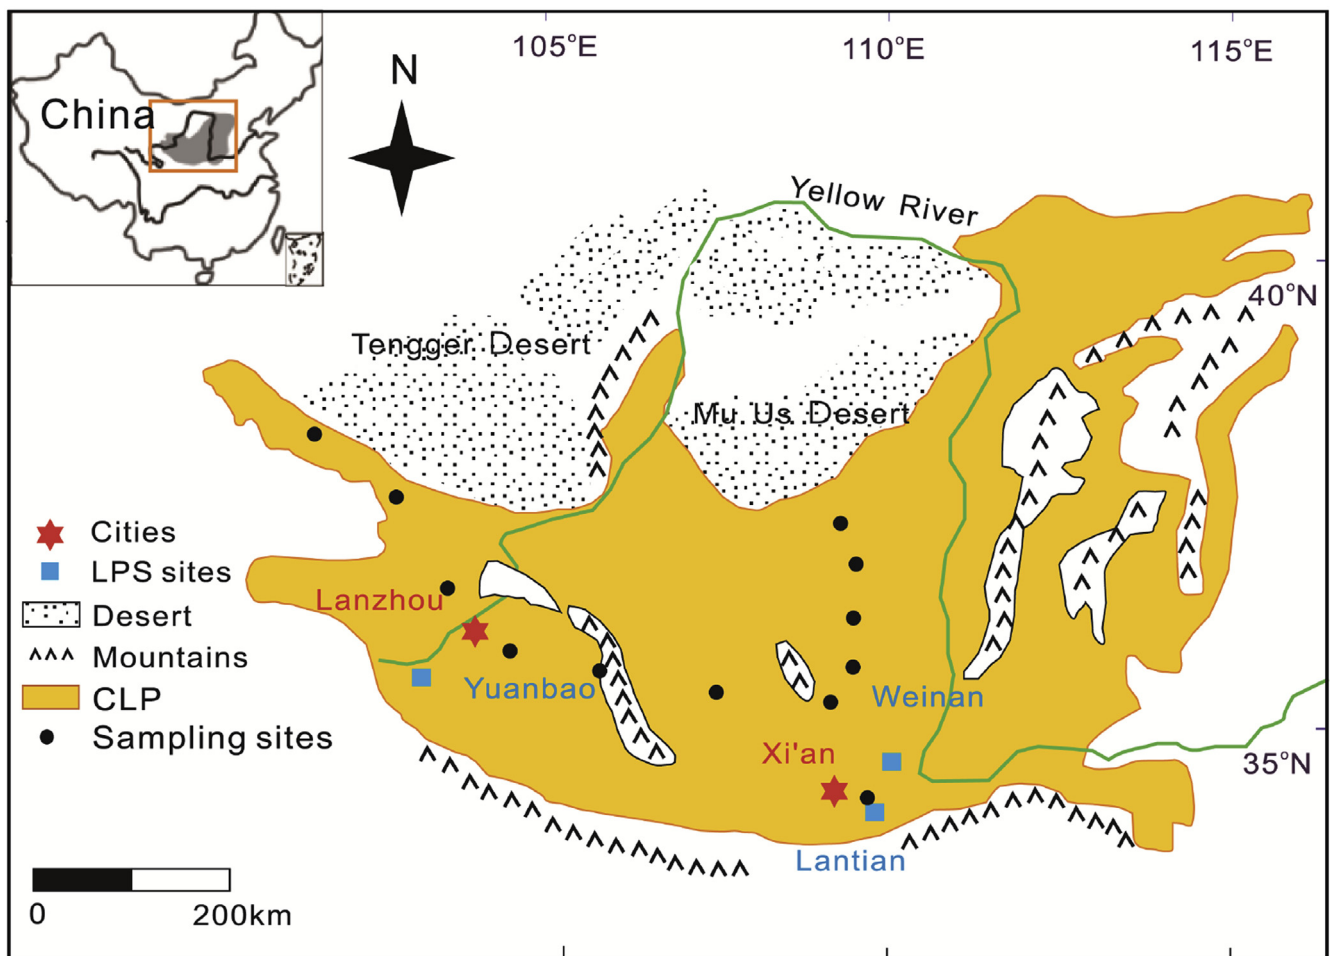 105°E
110°E
115°E
N
China
Yellow River
40°N
Tengger Desert
Mu Us Desert
Cities
LPS sites
Lanzhou
Desert
Mountains
Yuanbao
Weinan
CLP
Sampling sites
Xi'an
35°N
Lantian
0
200km